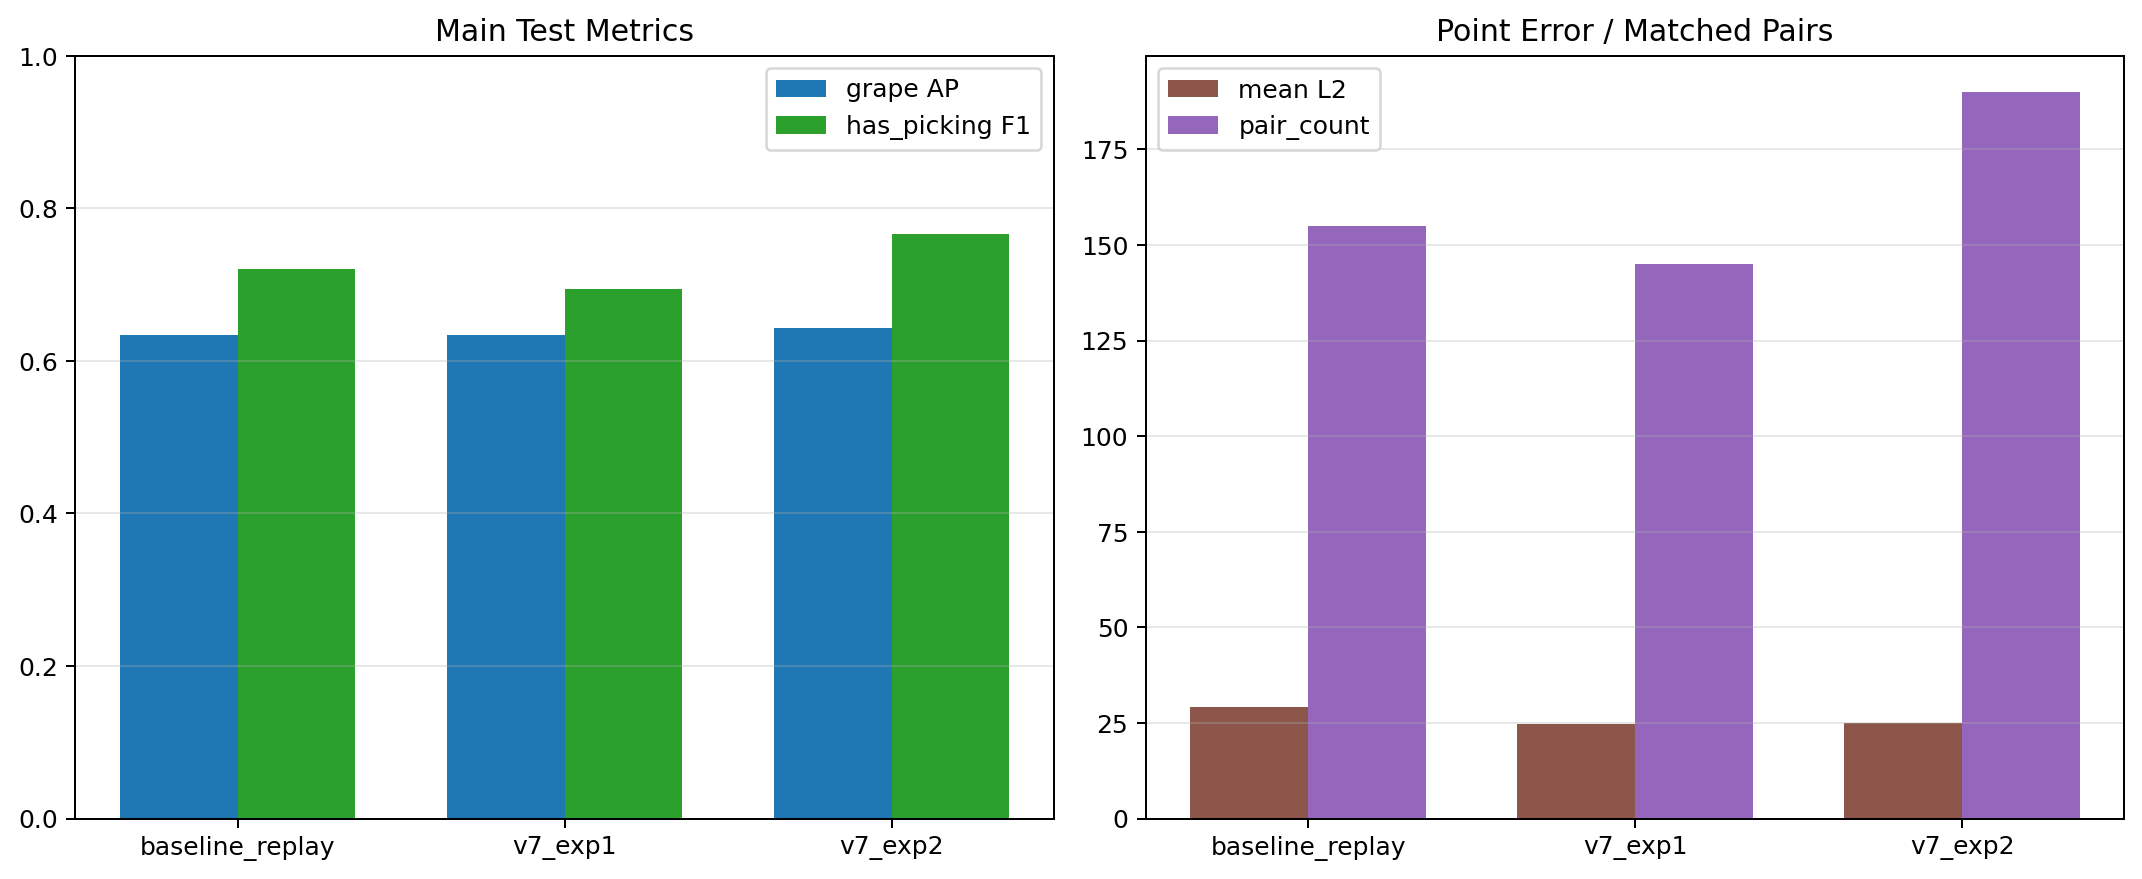 Main Test Metrics
1.0
0.8
0.6
0.4
0.2
0.0
grape AP
has_picking F1
baseline_replay
v7_exp1
v7_exp2
Point Error / Matched Pairs
175
150
125
100
75
50
25
0
mean L2
pair_count
baseline_replay
v7_exp1
v7_exp2